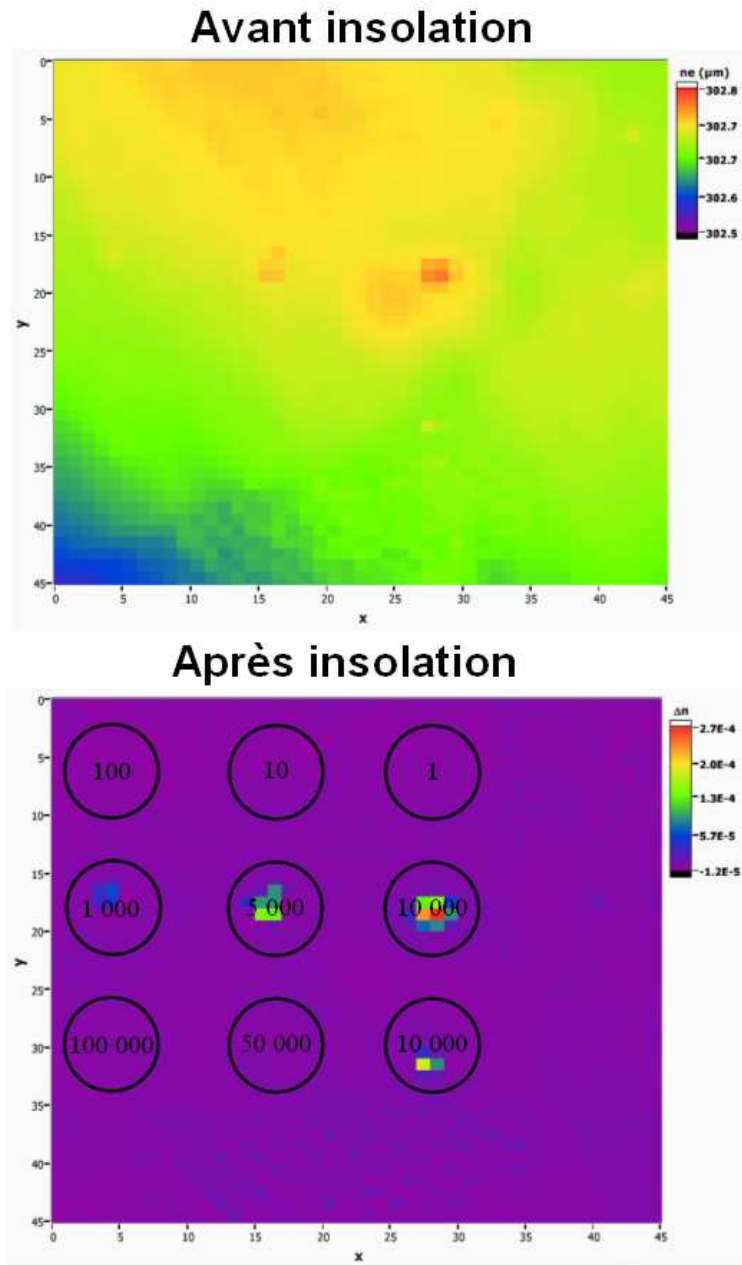 Avant insolation
ne (µm)
302.8
302.7
302.7
302.6
302.5
0
5
10
15
20
25
30
35
40
45
y
0 5 10 15 20 25 30 35 40 45
x
Après insolation
Δn
2.7E-4
2.0E-4
1.3E-4
5.7E-5
-1.2E-5
0
5
10
15
20
25
30
35
40
45
y
100 10 1
1 000 5 000 10 000
100 000 50 000 10 000
0 5 10 15 20 25 30 35 40 45
x